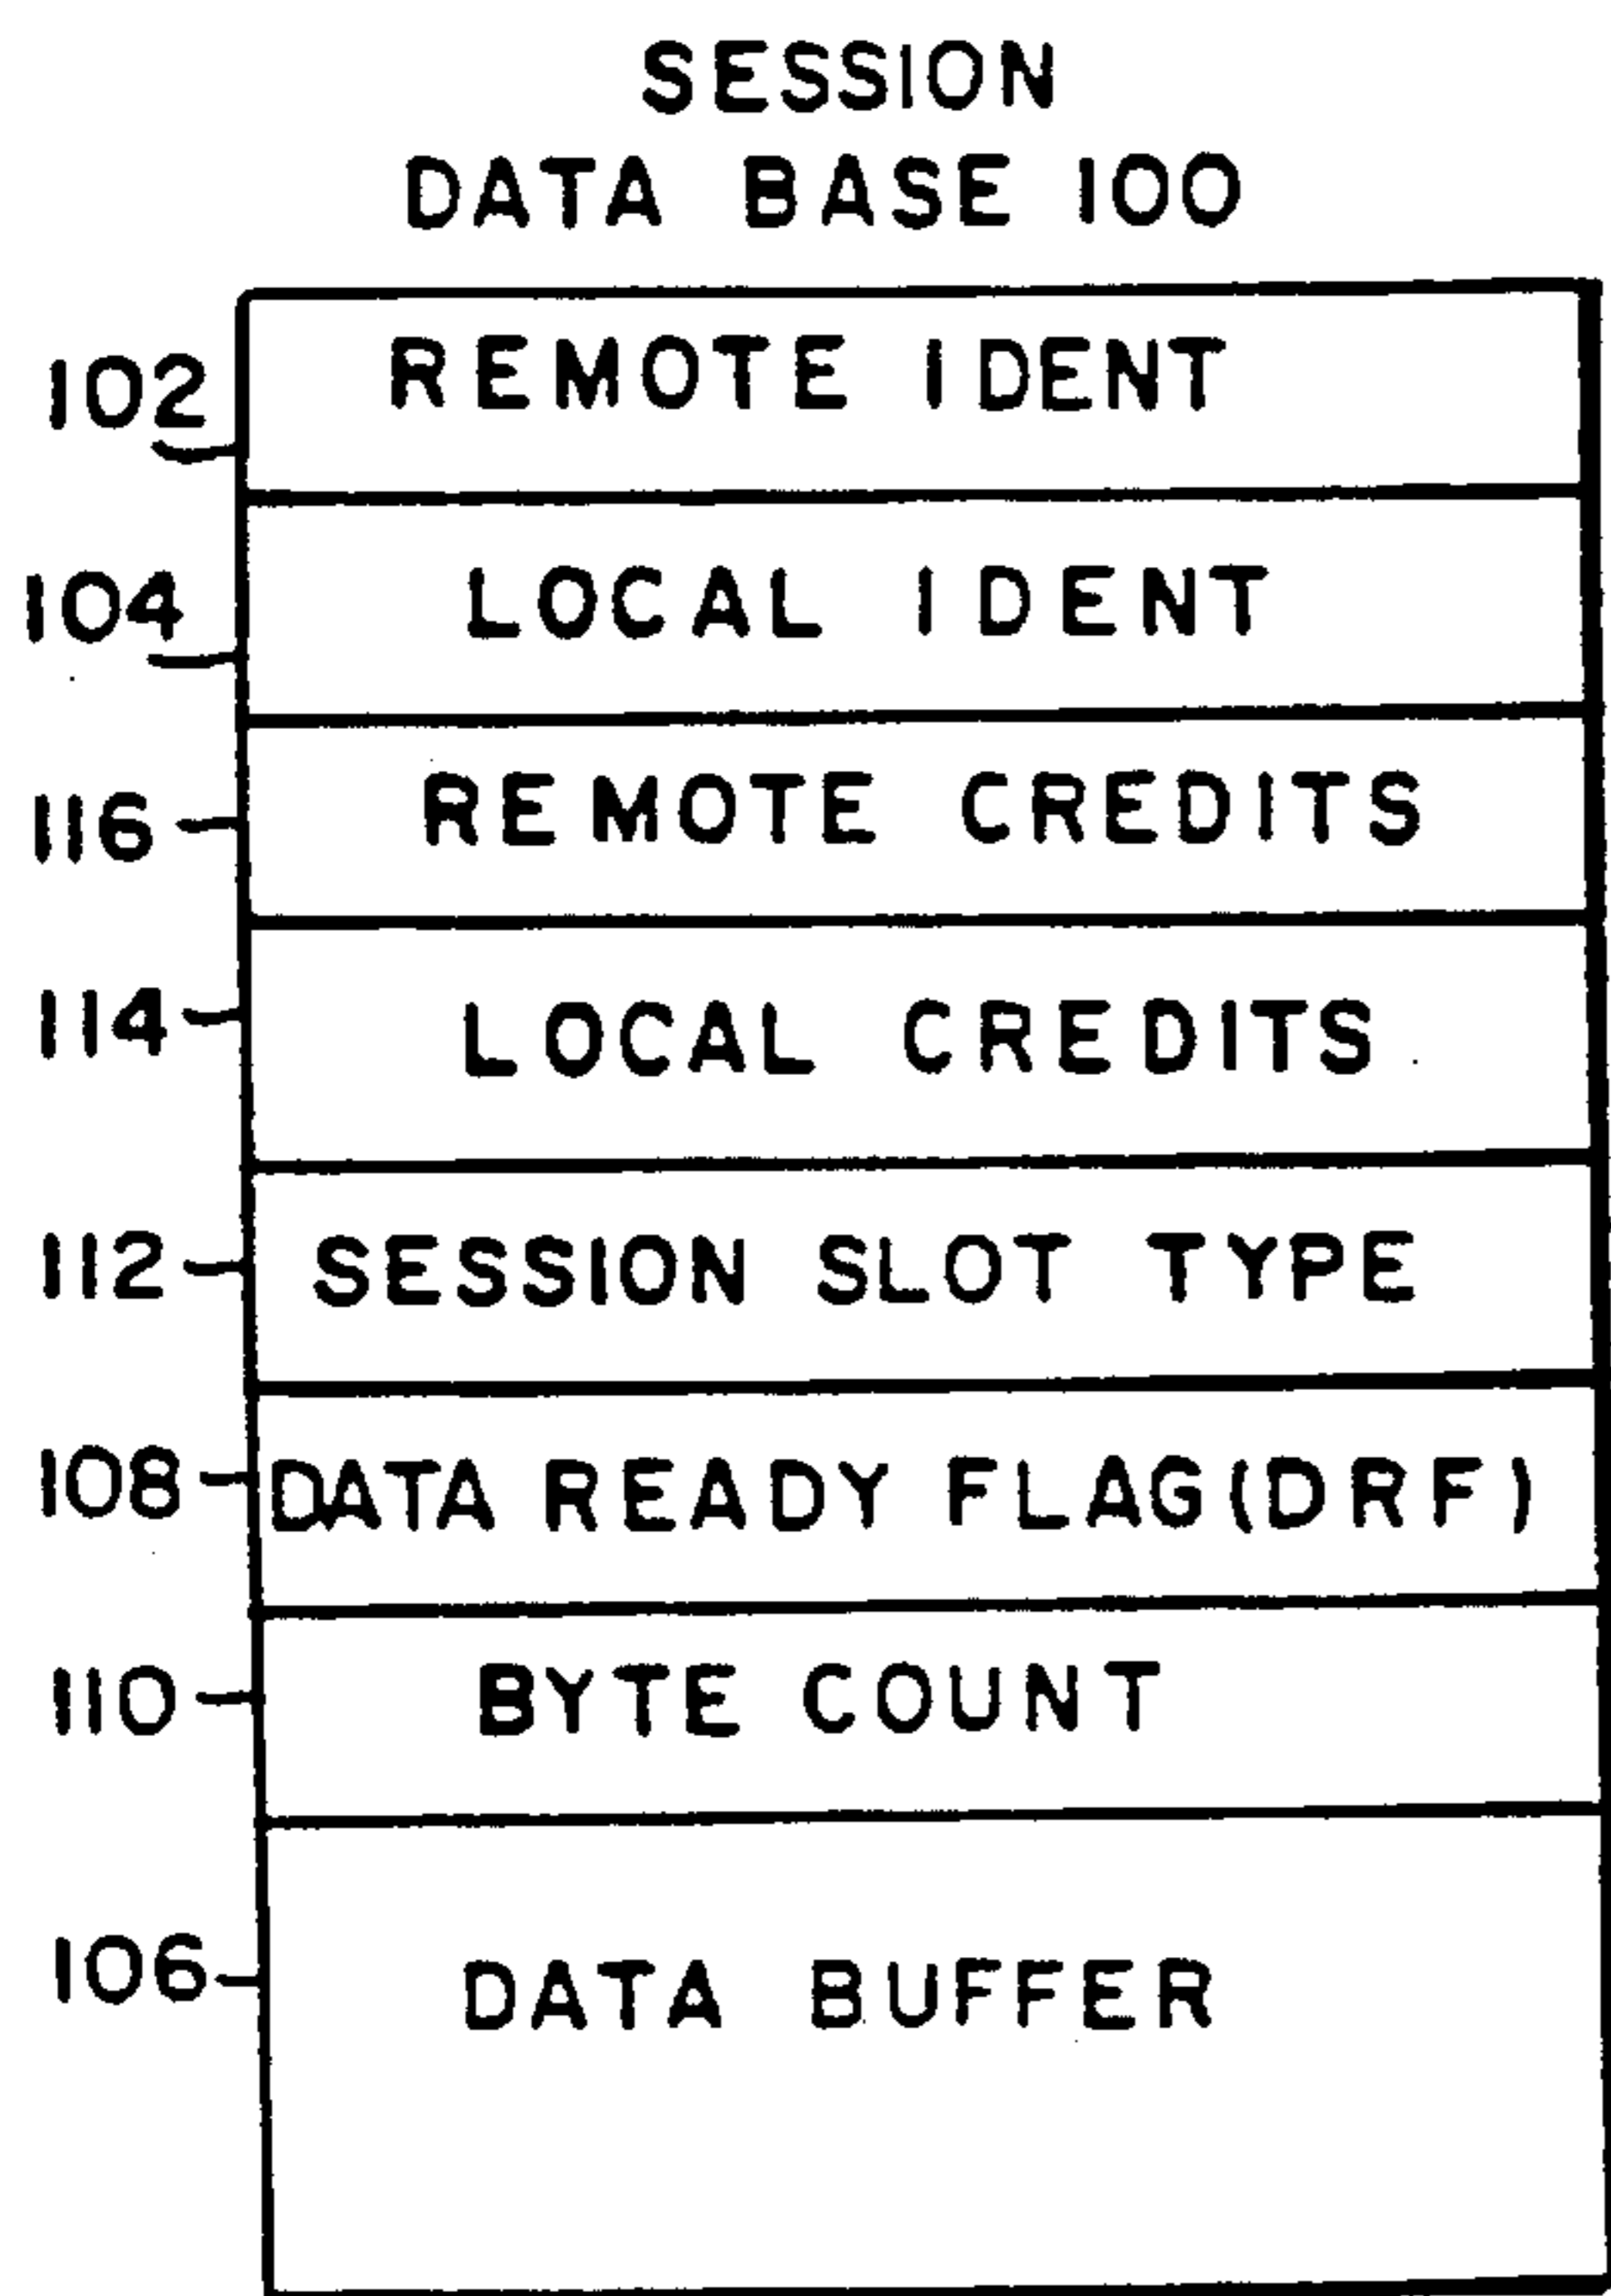 SESSION
DATA BASE 100
102 REMOTE IDENT
104 LOCAL IDENT
116 REMOTE CREDITS
114 LOCAL CREDITS
112 SESSION SLOT TYPE
108 DATA READY FLAG (DRF)
110 BYTE COUNT
106 DATA BUFFER